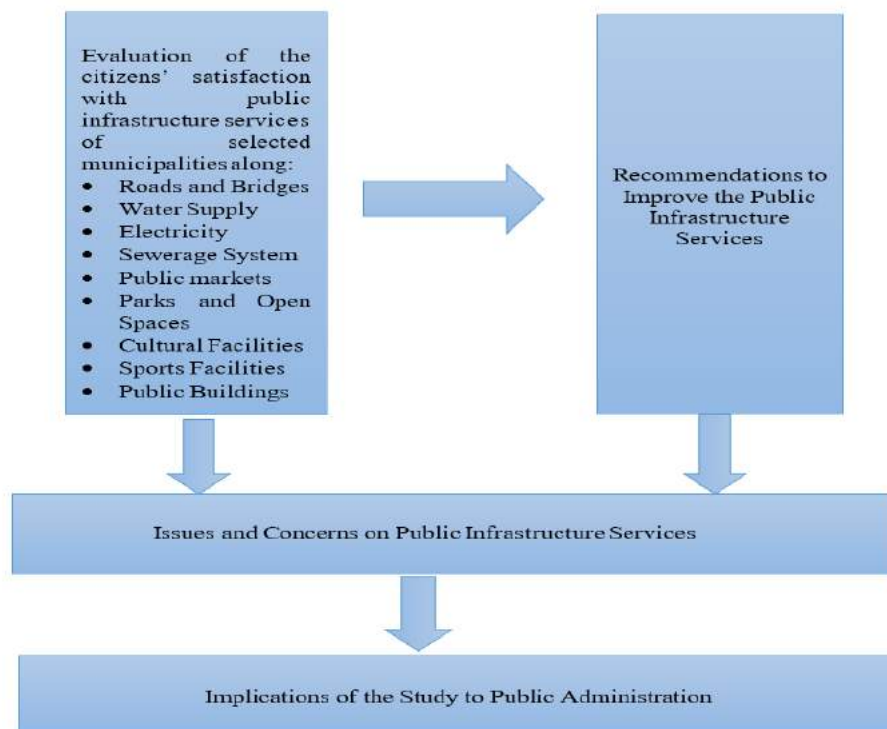 Evaluation of the
citizens' satisfaction
with public
infrastructure services
of selected
municipalities along:
• Roads and Bridges
• Water Supply
• Electricity
• Sewerage System
• Public markets
• Parks and Open
Spaces
• Cultural Facilities
• Sports Facilities
• Public Buildings
Recommendations to
Improve the Public
Infrastructure
Services
Issues and Concerns on Public Infrastructure Services
Implications of the Study to Public Administration